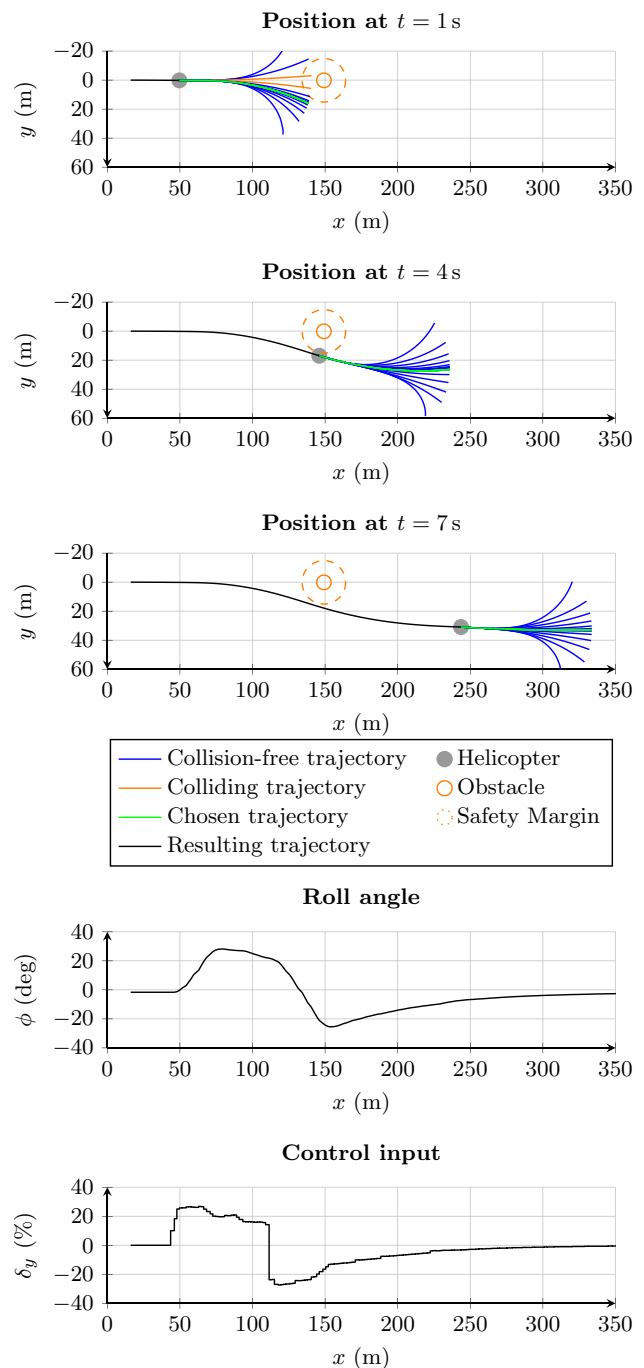 Position at t = 1 s
−20
0
20
40
60
y (m)
0 50 100 150 200 250 300 350
x (m)
Position at t = 4 s
−20
0
20
40
60
y (m)
0 50 100 150 200 250 300 350
x (m)
Position at t = 7 s
−20
0
20
40
60
y (m)
0 50 100 150 200 250 300 350
x (m)
Collision-free trajectory
Colliding trajectory
Chosen trajectory
Resulting trajectory
Helicopter
Obstacle
Safety Margin
Roll angle
40
20
0
−20
−40
ϕ (deg)
0 50 100 150 200 250 300 350
x (m)
Control input
40
20
0
−20
−40
δy (%)
0 50 100 150 200 250 300 350
x (m)